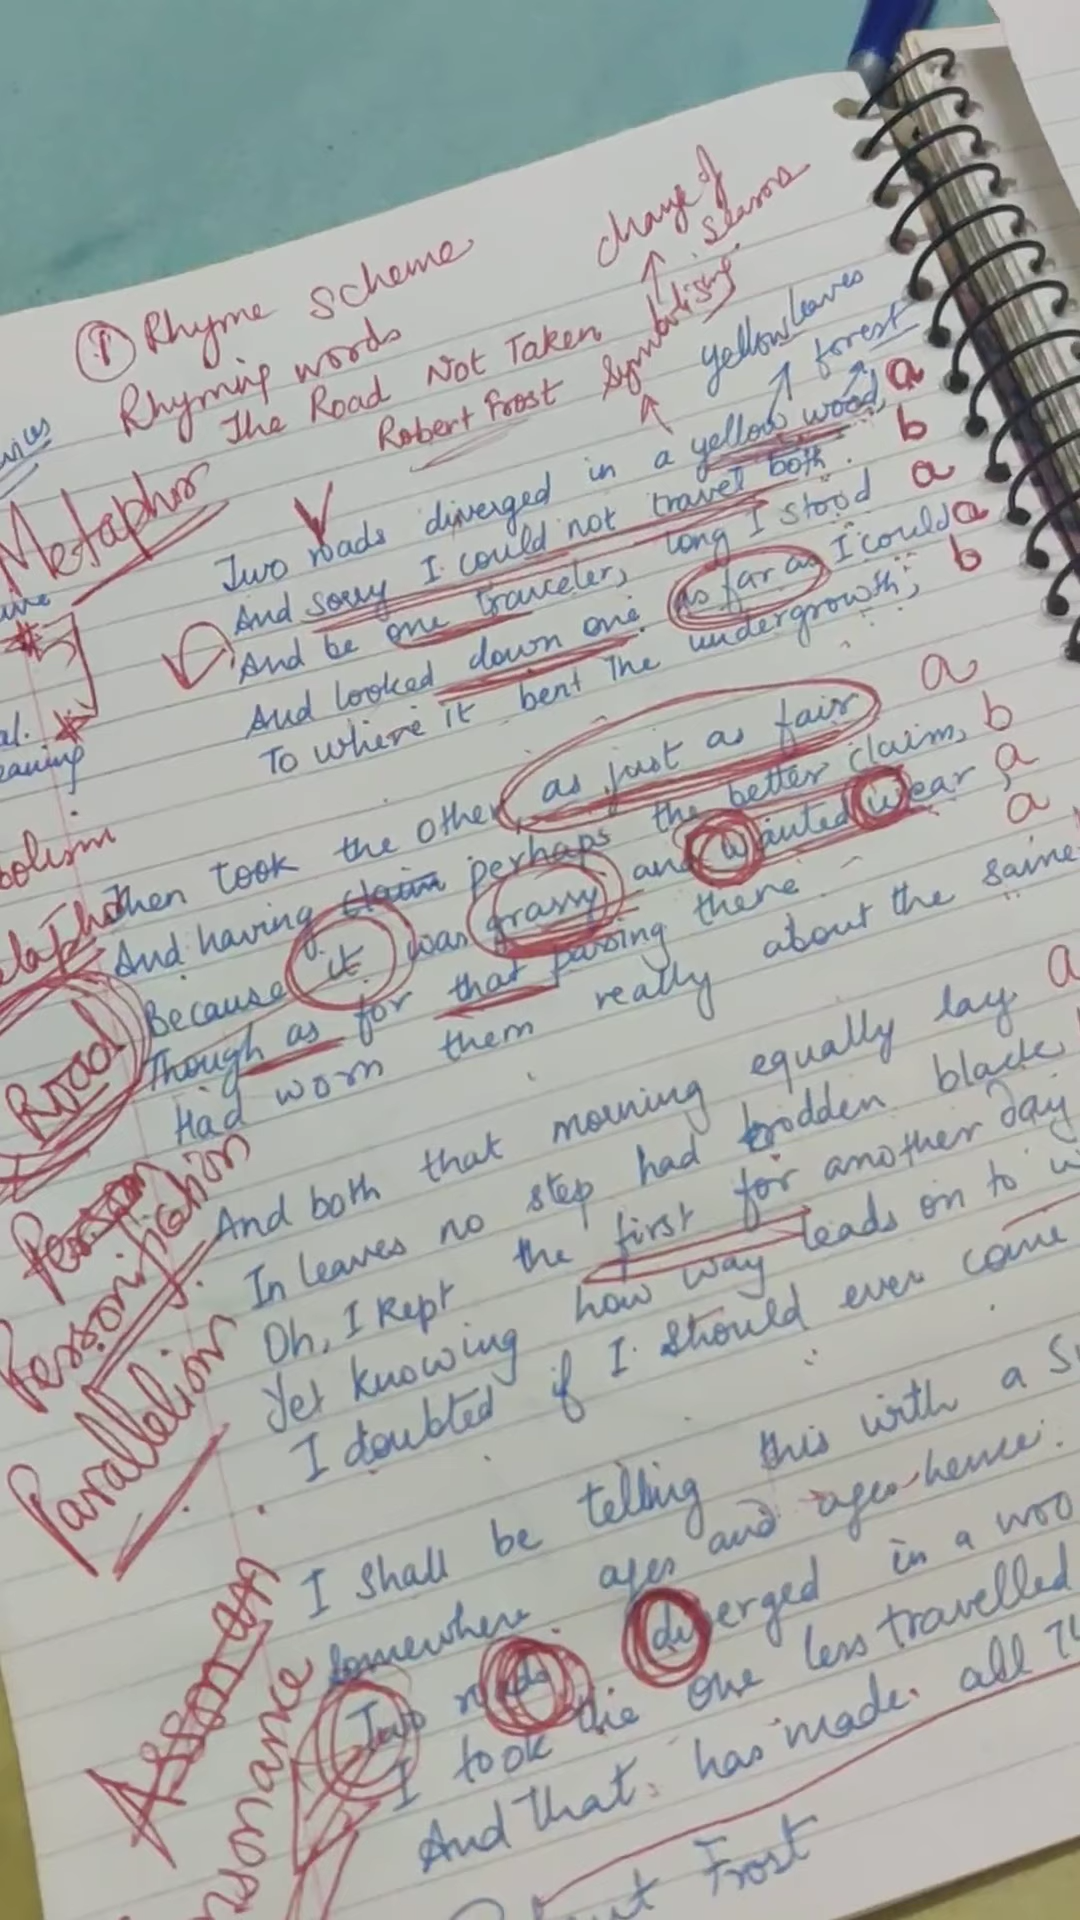 change of
seasons
① Rhyme scheme
Rhyming words
The Road Not Taken
Robert Frost
Symbolising
yellow leaves
forest
Metaphor
Two roads diverged in a yellow wood, a
And sorry I could not travel both b
And be one traveler, long I stood a
And looked down one as far as I could a
To where it bent the undergrowth; b
Then took the other, as just as fair a
And having claim perhaps the better claim, b
Because it was grassy and wanted wear; a
Though as for that passing there a
Had worn them really about the same
Road
And both that morning equally lay a
In leaves no step had trodden black
Oh, I kept the first for another day
Yet knowing how way leads on to
I doubted if I should ever come
Personification
Parallelism
I shall be telling this with a
Somewhere ages and ages hence.
Two roads diverged in a woo
I took the one less travelled
And that has made all
Frost